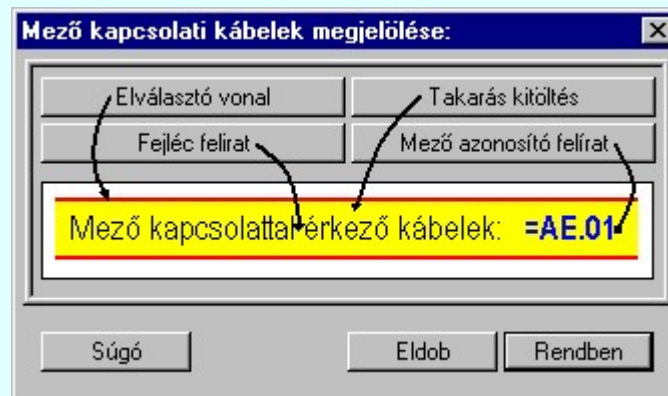 Mező kapcsolati kábelek megjelölése:
Elválasztó vonal
Takarás kitöltés
Fejléc felirat
Mező azonosító felírat
Mező kapcsolattal érkező kábelek: =AE.01
Súgó
Eldob
Rendben